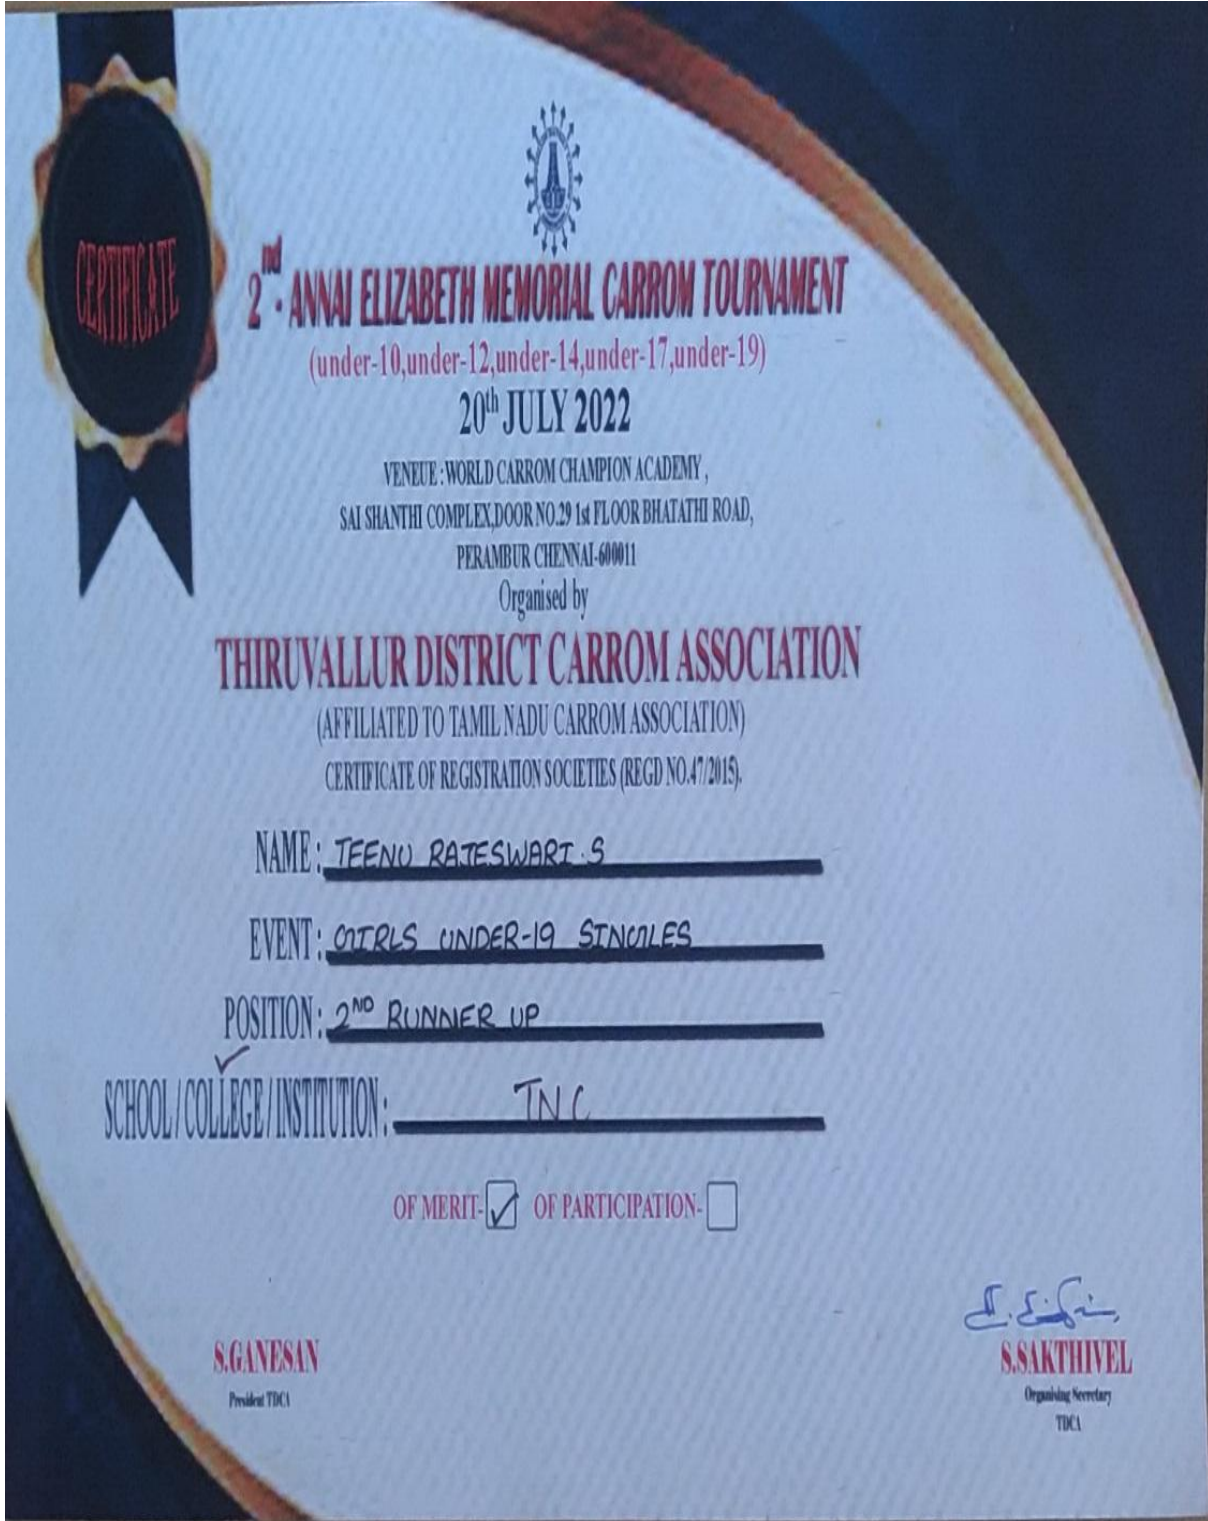 CERTIFICATE
2nd - ANNAI ELIZABETH MEMORIAL CARROM TOURNAMENT
(under-10,under-12,under-14,under-17,under-19)
20th JULY 2022
VENEUE : WORLD CARROM CHAMPION ACADEMY ,
SAI SHANTHI COMPLEX,DOOR NO.29 1st FLOOR BHATATHI ROAD,
PERAMBUR CHENNAI-600011
Organised by
THIRUVALLUR DISTRICT CARROM ASSOCIATION
(AFFILIATED TO TAMIL NADU CARROM ASSOCIATION)
CERTIFICATE OF REGISTRATION SOCIETIES (REGD NO.47/2015).
NAME : TEENU RAJESWARI.S
EVENT : GIRLS UNDER-19 SINGLES
POSITION : 2ND RUNNER UP
SCHOOL / COLLEGE / INSTITUTION : TNC
OF MERIT- OF PARTICIPATION-
S.GANESAN
President TDCA
S.SAKTHIVEL
Organising Secretary
TDCA